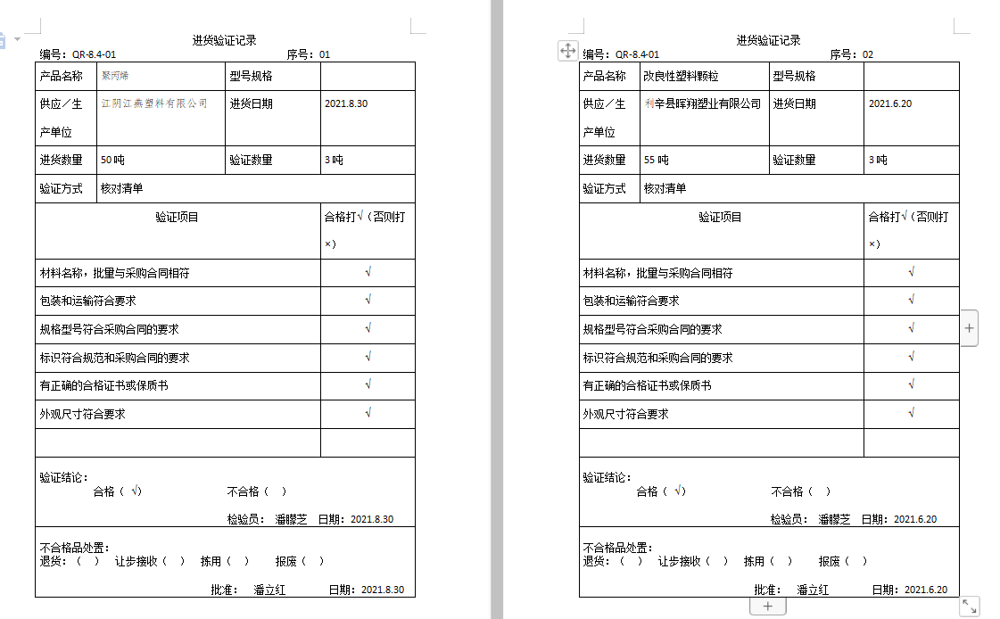 进货验证记录
编号：QR-8.4-01 序号：01
产品名称 聚丙烯 型号规格
供应／生产单位 江阴江燕塑料有限公司 进货日期 2021.8.30
进货数量 50吨 验证数量 3吨
验证方式 核对清单
验证项目 合格打√（否则打×）
材料名称，批量与采购合同相符 √
包装和运输符合要求 √
规格型号符合采购合同的要求 √
标识符合规范和采购合同的要求 √
有正确的合格证书或保质书 √
外观尺寸符合要求 √
验证结论：
合格（ √） 不合格（ ）
检验员： 潘矇芝 日期：2021.8.30
不合格品处置：
退货：（ ） 让步接收（ ） 拣用（ ） 报废（ ）
批准： 潘立红 日期：2021.8.30
进货验证记录
编号：QR-8.4-01 序号：02
产品名称 改良性塑料颗粒 型号规格
供应／生产单位 利辛县晖翔塑业有限公司 进货日期 2021.6.20
进货数量 55吨 验证数量 3吨
验证方式 核对清单
验证项目 合格打√（否则打×）
材料名称，批量与采购合同相符 √
包装和运输符合要求 √
规格型号符合采购合同的要求 √
标识符合规范和采购合同的要求 √
有正确的合格证书或保质书 √
外观尺寸符合要求 √
验证结论：
合格（ √） 不合格（ ）
检验员： 潘矇芝 日期：2021.6.20
不合格品处置：
退货：（ ） 让步接收（ ） 拣用（ ） 报废（ ）
批准： 潘立红 日期：2021.6.20